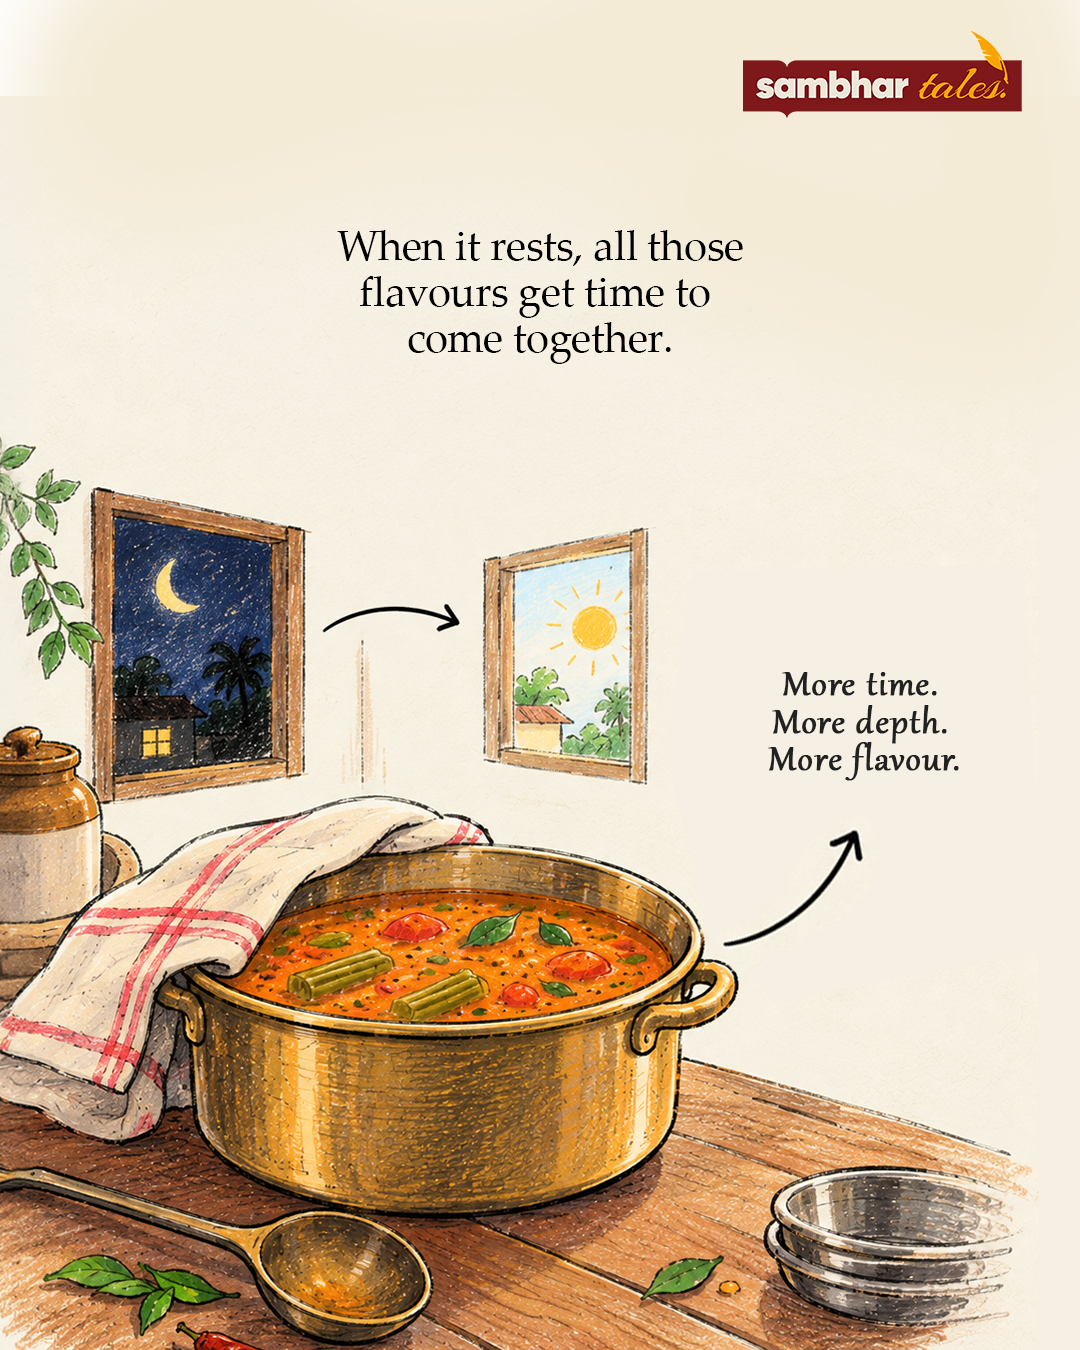 sambhar tales.
When it rests, all those
flavours get time to
come together.
More time.
More depth.
More flavour.